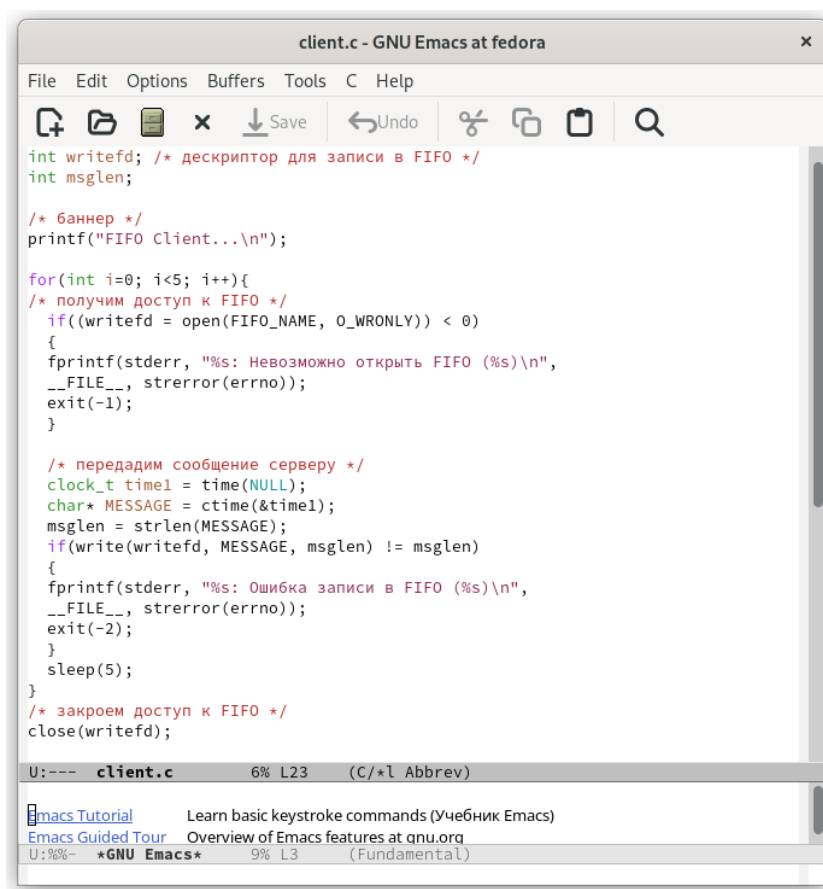 client.c - GNU Emacs at fedora ×
File Edit Options Buffers Tools C Help
Save Undo
int writefd; /* дескриптор для записи в FIFO */
int msglen;
/* баннер */
printf("FIFO Client...\n");
for(int i=0; i<5; i++){
/* получим доступ к FIFO */
if((writefd = open(FIFO_NAME, O_WRONLY)) < 0)
{
fprintf(stderr, "%s: Невозможно открыть FIFO (%s)\n",
__FILE__, strerror(errno));
exit(-1);
}
/* передадим сообщение серверу */
clock_t time1 = time(NULL);
char* MESSAGE = ctime(&time1);
msglen = strlen(MESSAGE);
if(write(writefd, MESSAGE, msglen) != msglen)
{
fprintf(stderr, "%s: Ошибка записи в FIFO (%s)\n",
__FILE__, strerror(errno));
exit(-2);
}
sleep(5);
}
/* закроем доступ к FIFO */
close(writefd);
U:--- client.c 6% L23 (C/*l Abbrev)
Emacs Tutorial Learn basic keystroke commands (Учебник Emacs)
Emacs Guided Tour Overview of Emacs features at gnu.org
U:%%- *GNU Emacs* 9% L3 (Fundamental)